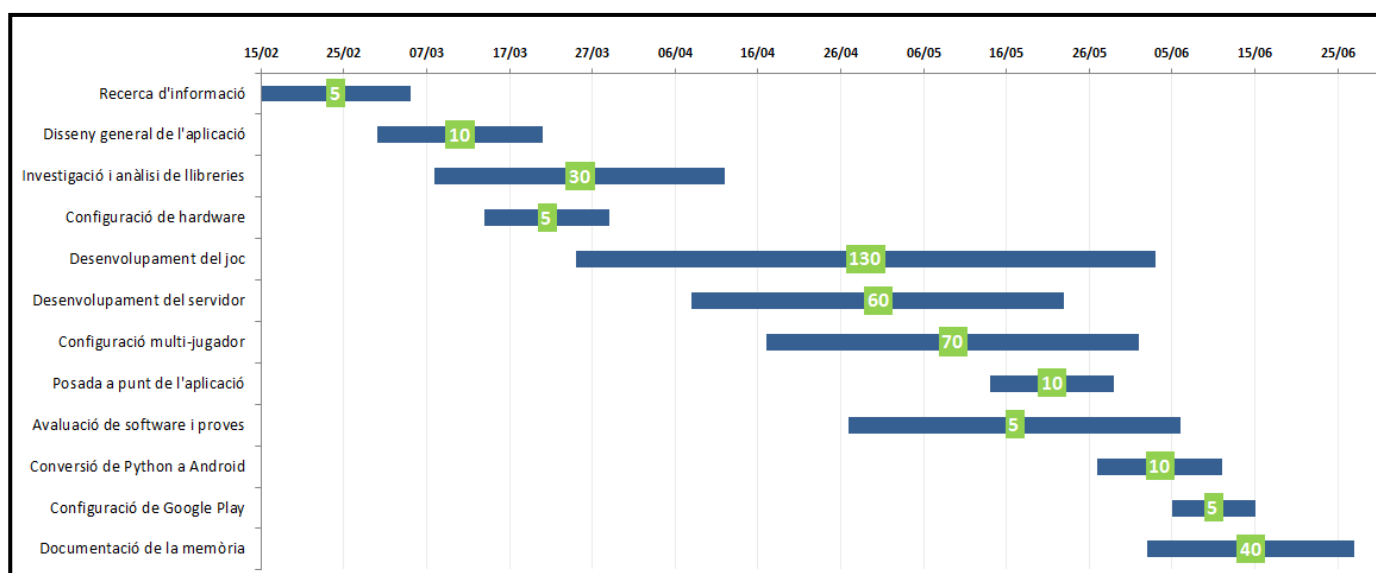 15/02 25/02 07/03 17/03 27/03 06/04 16/04 26/04 06/05 16/05 26/05 05/06 15/06 25/06
Recerca d'informació 5
Disseny general de l'aplicació 10
Investigació i anàlisi de llibreries 30
Configuració de hardware 5
Desenvolupament del joc 130
Desenvolupament del servidor 60
Configuració multi-jugador 70
Posada a punt de l'aplicació 10
Avaluació de software i proves 5
Conversió de Python a Android 10
Configuració de Google Play 5
Documentació de la memòria 40